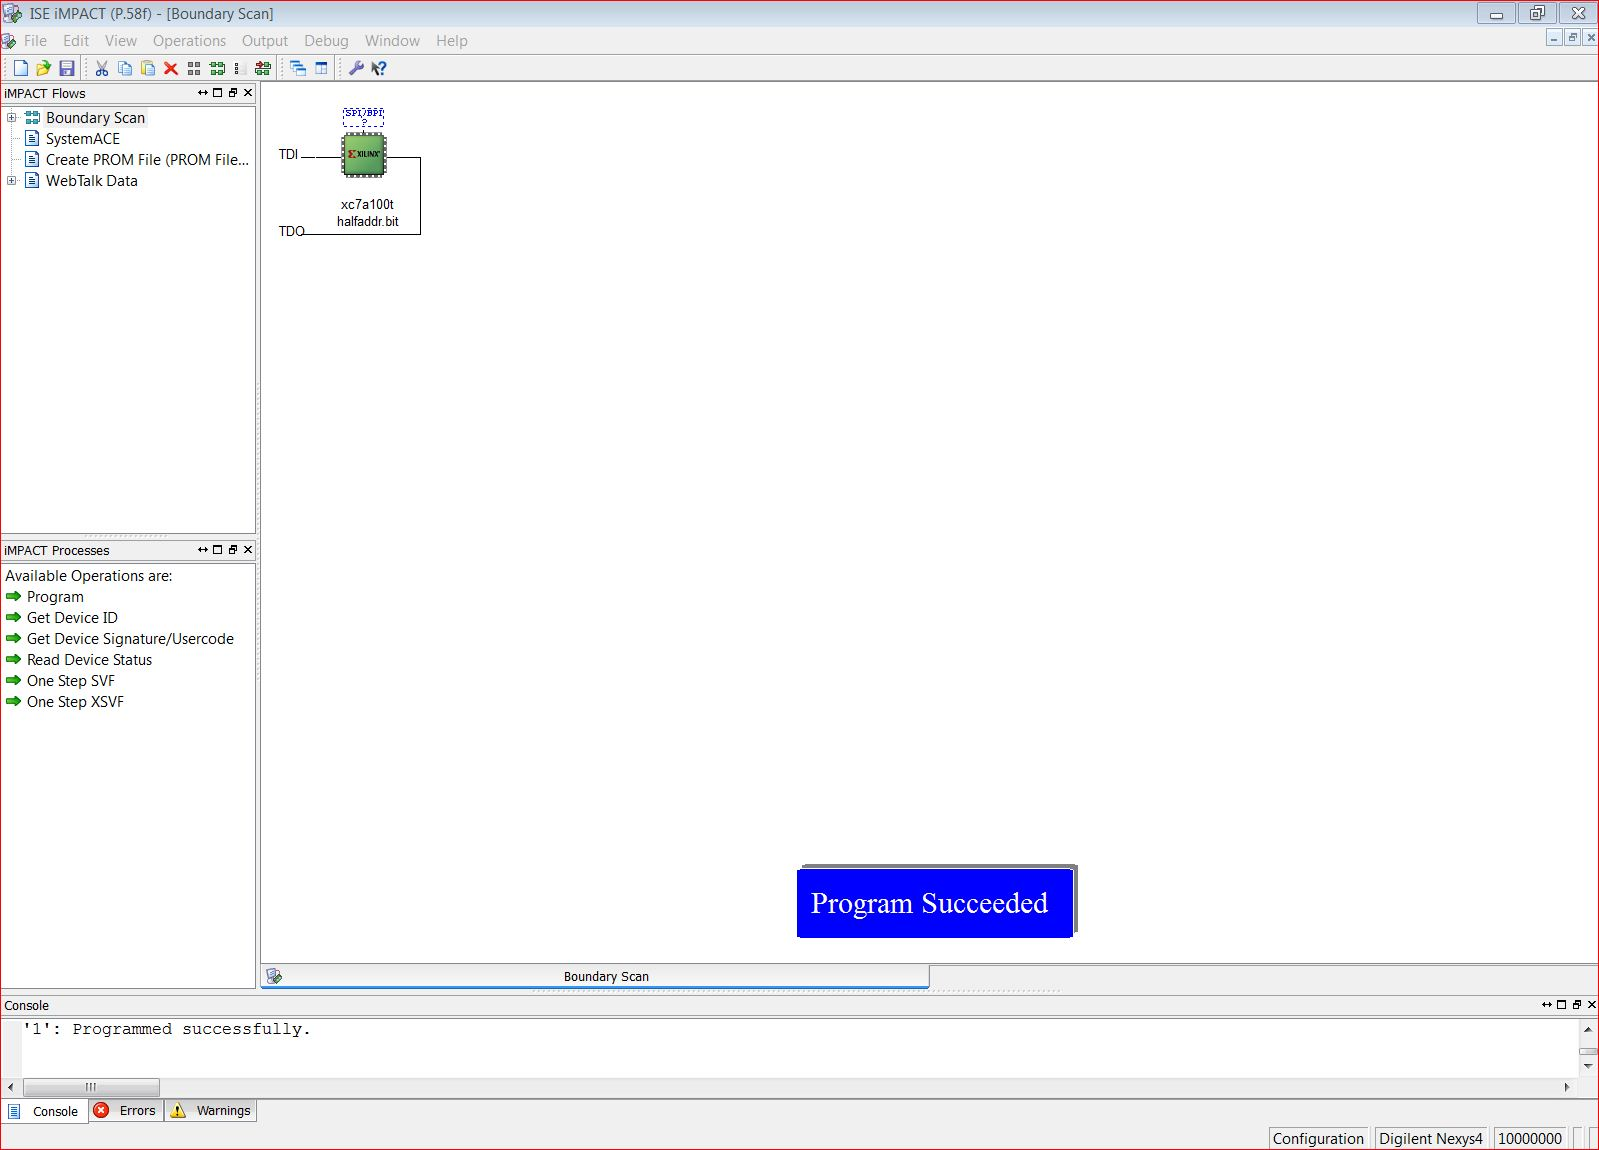 ISE iMPACT (P.58f) - [Boundary Scan]
File Edit View Operations Output Debug Window Help
iMPACT Flows
Boundary Scan
SystemACE
Create PROM File (PROM File...
WebTalk Data
SPI/BPI
?
TDI
XILINX
xc7a100t
halfaddr.bit
TDO
iMPACT Processes
Available Operations are:
Program
Get Device ID
Get Device Signature/Usercode
Read Device Status
One Step SVF
One Step XSVF
Program Succeeded
Boundary Scan
Console
'1': Programmed successfully.
Console Errors Warnings
Configuration Digilent Nexys4 10000000